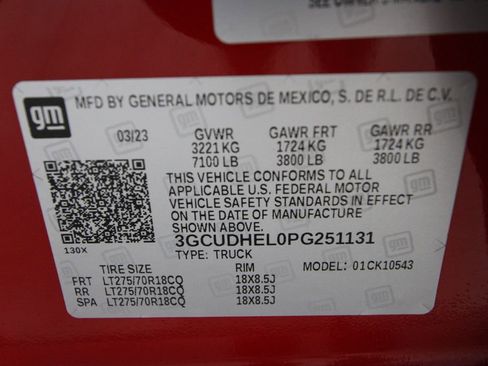 gm
MFD BY GENERAL MOTORS DE MEXICO, S. DE R.L. DE C.V.
03/23 GVWR GAWR FRT GAWR RR
3221 KG 1724 KG 1724 KG
7100 LB 3800 LB 3800 LB
THIS VEHICLE CONFORMS TO ALL
APPLICABLE U.S. FEDERAL MOTOR
VEHICLE SAFETY STANDARDS IN EFFECT
ON THE DATE OF MANUFACTURE SHOWN ABOVE.
130X
3GCUDHEL0PG251131
TYPE: TRUCK
TIRE SIZE RIM MODEL: 01CK10543
FRT LT275/70R18CQ 18X8.5J
RR LT275/70R18CQ 18X8.5J
SPA LT275/70R18CQ 18X8.5J